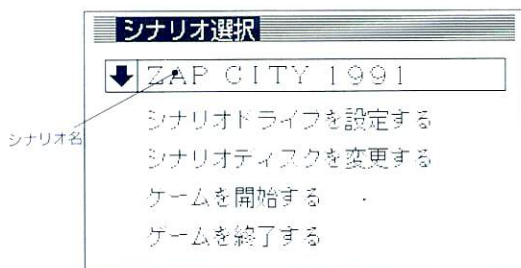 シナリオ選択
ZAP CITY 1991
シナリオ名
シナリオドライブを設定する
シナリオディスクを変更する
ゲームを開始する
ゲームを終了する